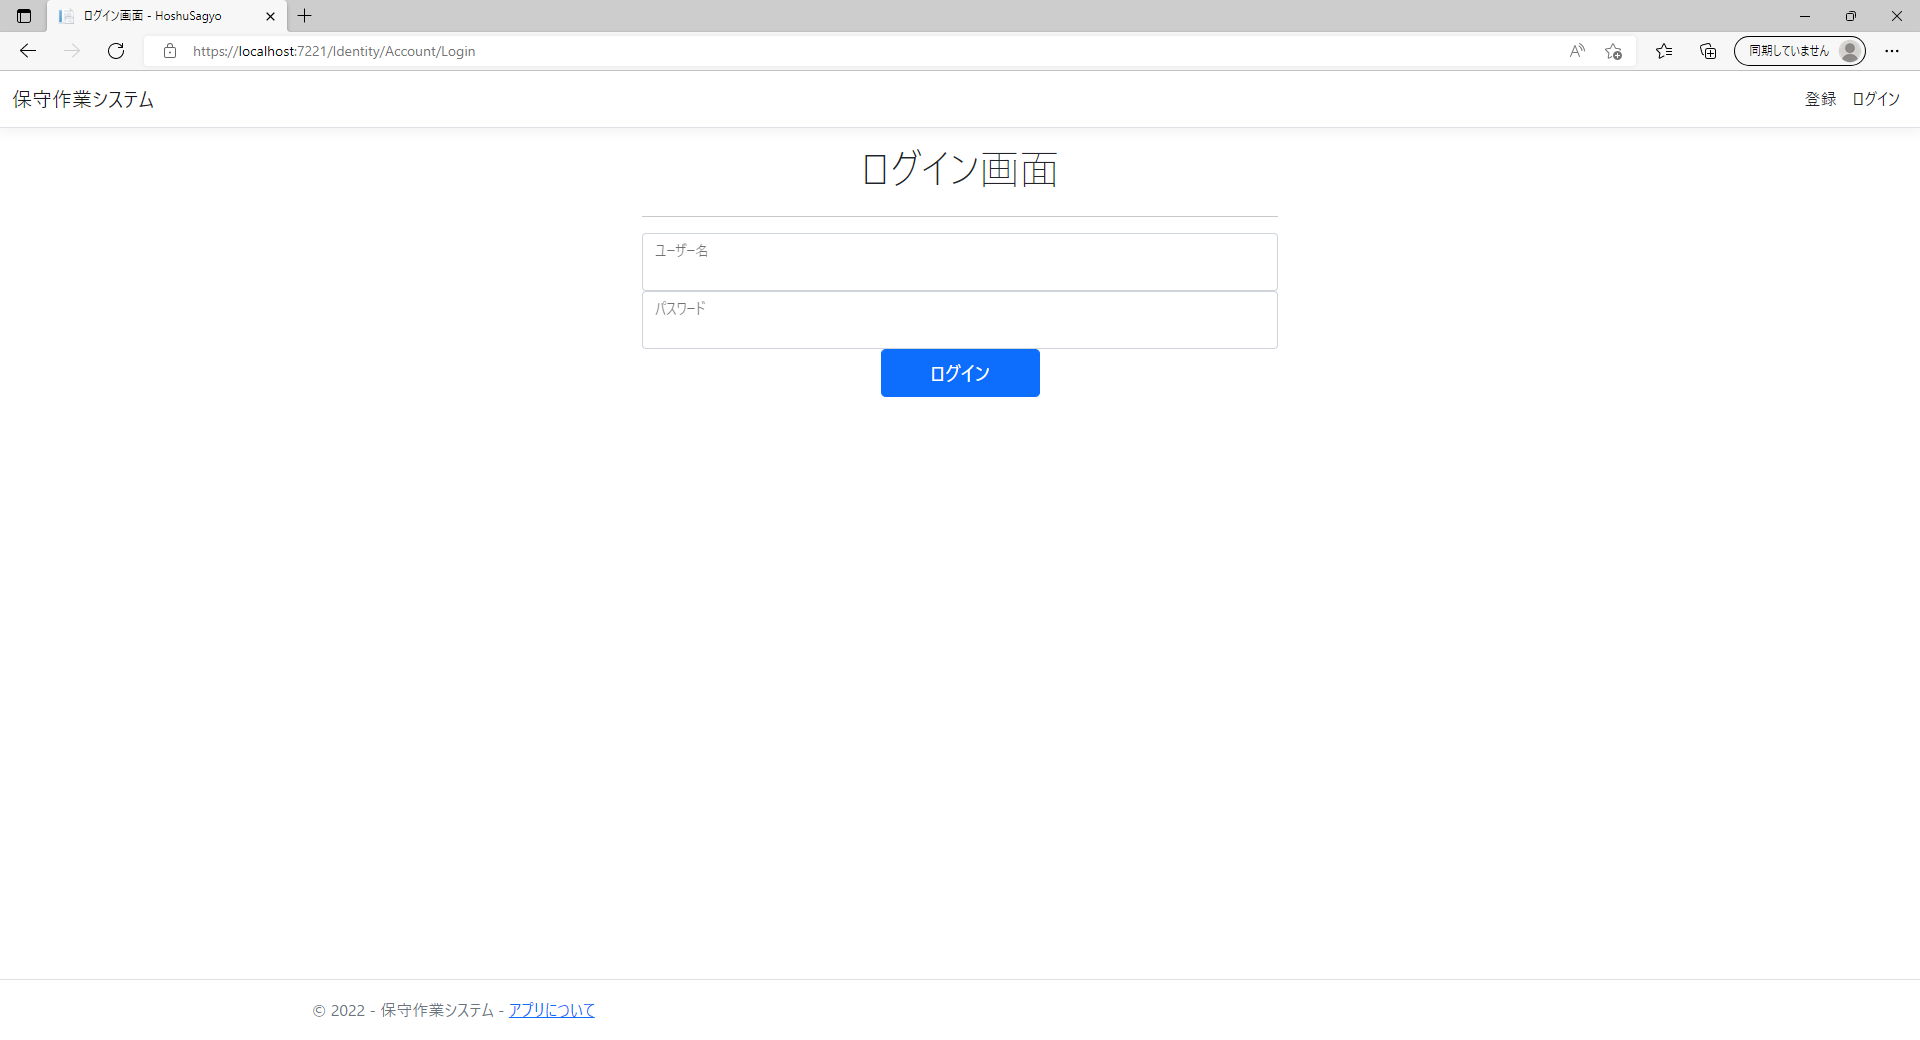 ログイン画面 - HoshuSagyo
https://localhost:7221/Identity/Account/Login
同期していません
保守作業システム
登録 ログイン
ログイン画面
ユーザー名
パスワード
ログイン
© 2022 - 保守作業システム - アプリについて